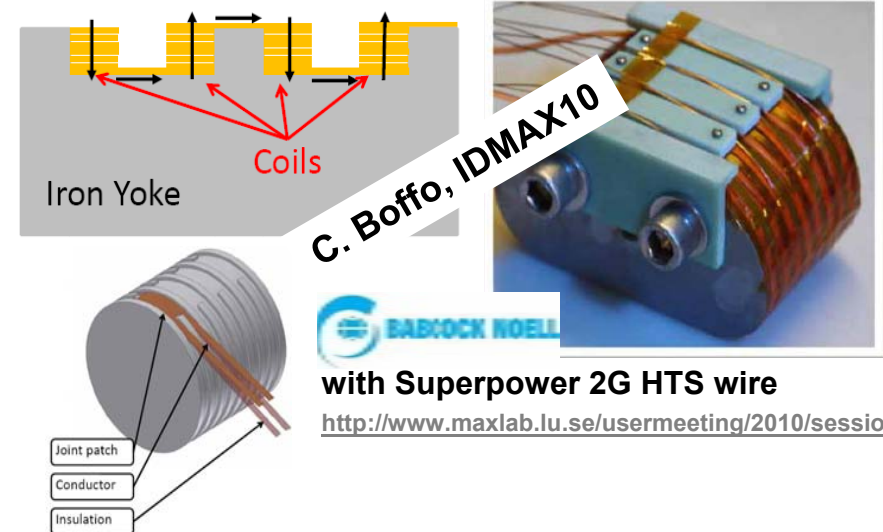 Coils
Iron Yoke
C. Boffo, IDMAX10
BABCOCK NOELL
with Superpower 2G HTS wire
http://www.maxlab.lu.se/usermeeting/2010/sessio
Joint patch
Conductor
Insulation